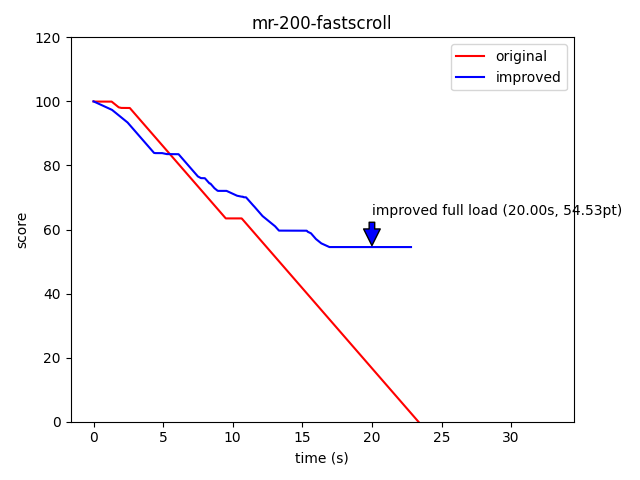 mr-200-fastscroll
120
100
80
60
40
20
0
score
original
improved
improved full load (20.00s, 54.53pt)
0 5 10 15 20 25 30
time (s)